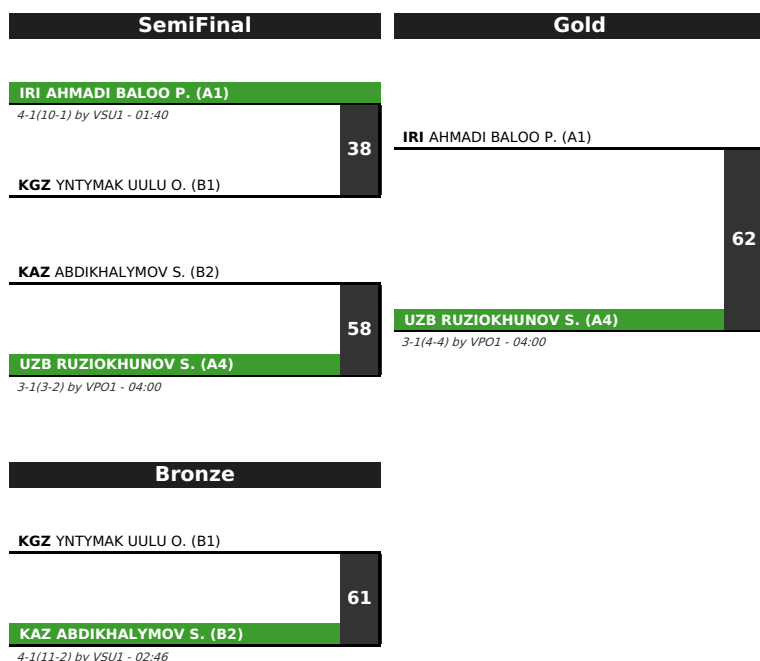 SemiFinal
IRI AHMADI BALOO P. (A1)
4-1(10-1) by VSU1 - 01:40
38
KGZ YNTYMAK UULU O. (B1)
KAZ ABDIKHALYMOV S. (B2)
58
UZB RUZIOKHUNOV S. (A4)
3-1(3-2) by VPO1 - 04:00
Gold
IRI AHMADI BALOO P. (A1)
62
UZB RUZIOKHUNOV S. (A4)
3-1(4-4) by VPO1 - 04:00
Bronze
KGZ YNTYMAK UULU O. (B1)
61
KAZ ABDIKHALYMOV S. (B2)
4-1(11-2) by VSU1 - 02:46